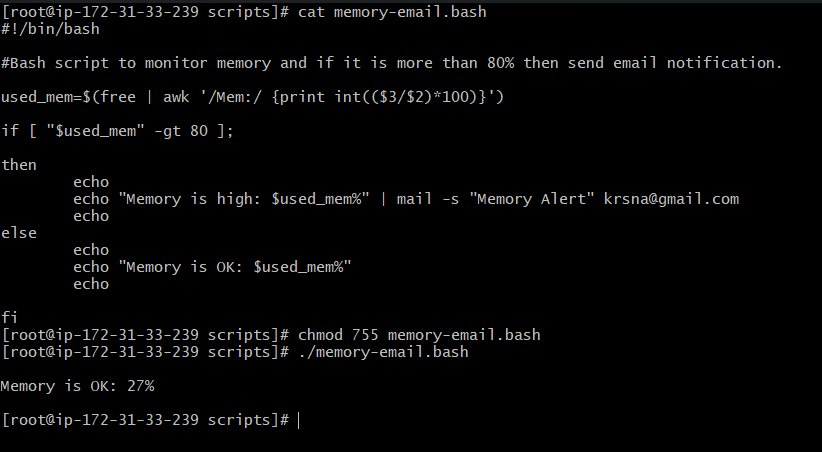 [root@ip-172-31-33-239 scripts]# cat memory-email.bash
#!/bin/bash
#Bash script to monitor memory and if it is more than 80% then send email notification.
used_mem=$(free | awk '/Mem:/ {print int(($3/$2)*100)}')
if [ "$used_mem" -gt 80 ];
then
        echo
        echo "Memory is high: $used_mem%" | mail -s "Memory Alert" krsna@gmail.com
        echo
else
        echo
        echo "Memory is OK: $used_mem%"
        echo
fi
[root@ip-172-31-33-239 scripts]# chmod 755 memory-email.bash
[root@ip-172-31-33-239 scripts]# ./memory-email.bash
Memory is OK: 27%
[root@ip-172-31-33-239 scripts]#